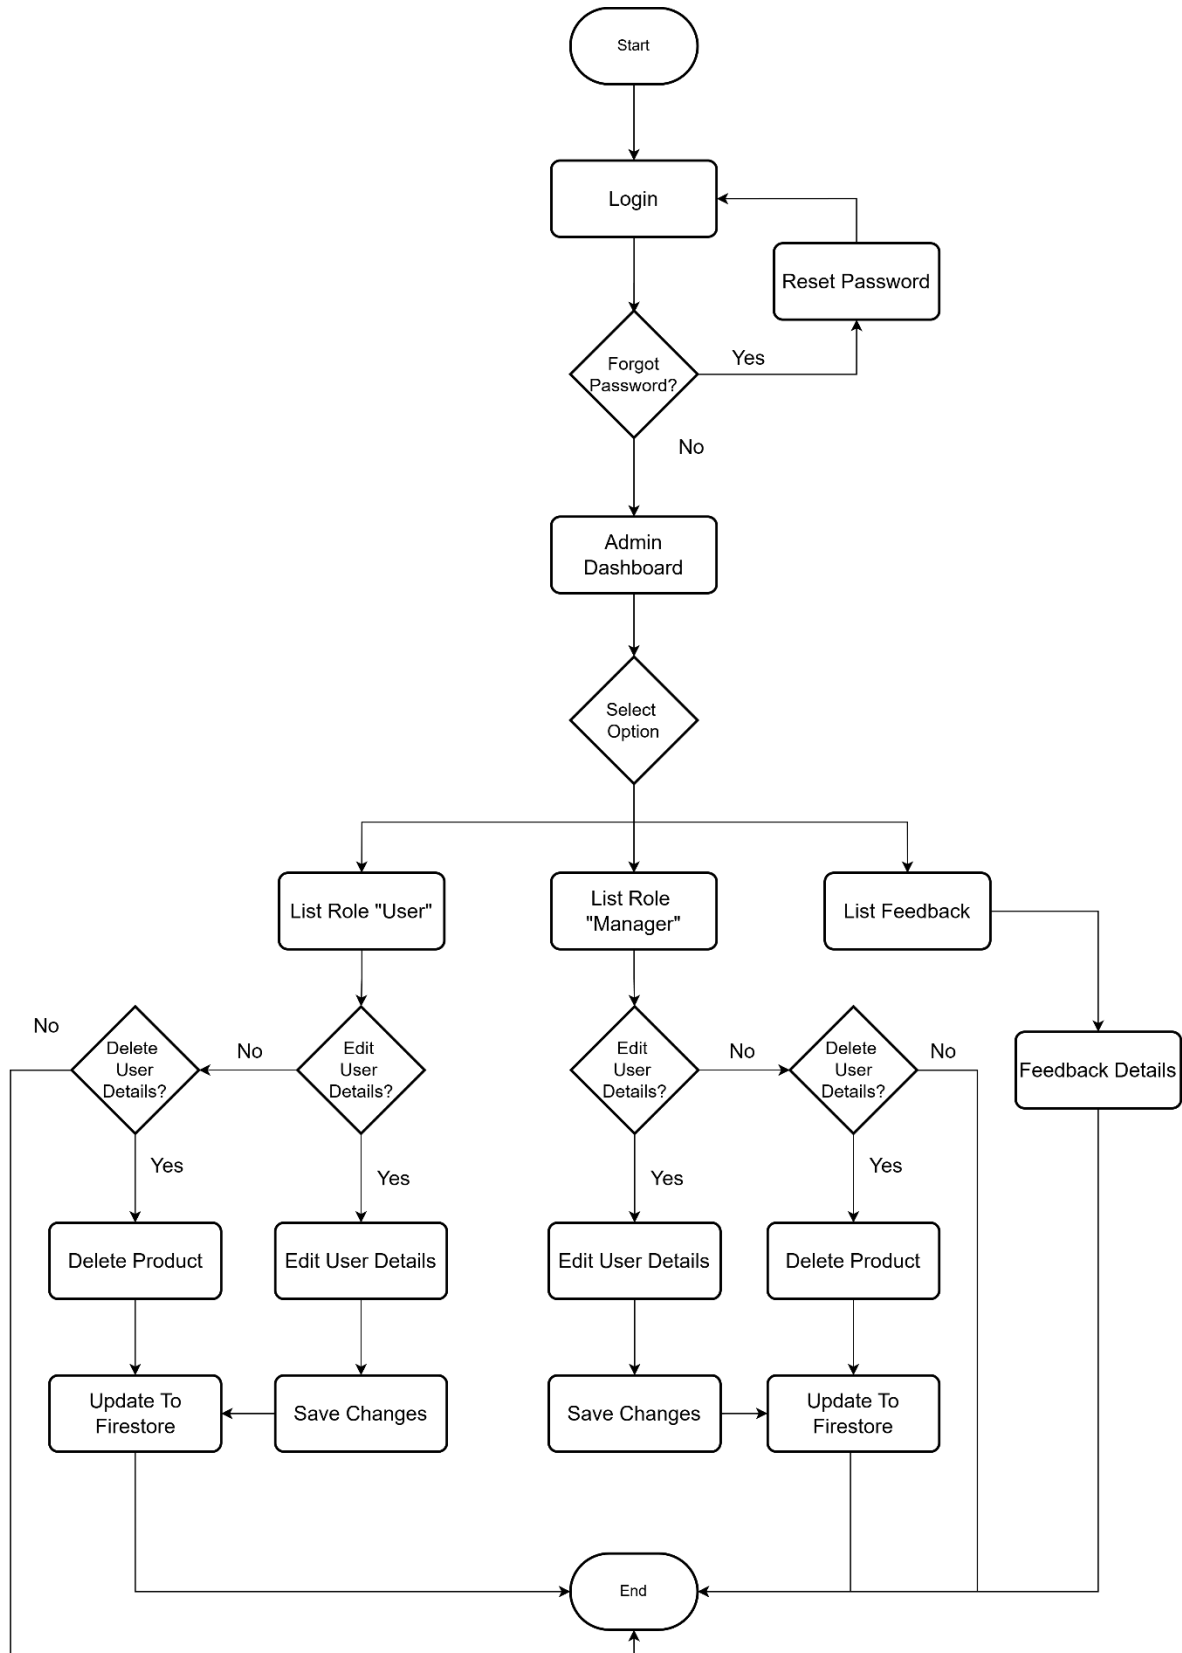 Start
Login
Reset Password
Forgot
Password?
Yes
No
Admin
Dashboard
Select
Option
List Role "User"
List Role
"Manager"
List Feedback
No
Delete
User
Details?
No
Edit
User
Details?
Edit
User
Details?
No
Delete
User
Details?
No
Feedback Details
Yes
Yes
Yes
Yes
Delete Product
Edit User Details
Edit User Details
Delete Product
Update To
Firestore
Save Changes
Save Changes
Update To
Firestore
End